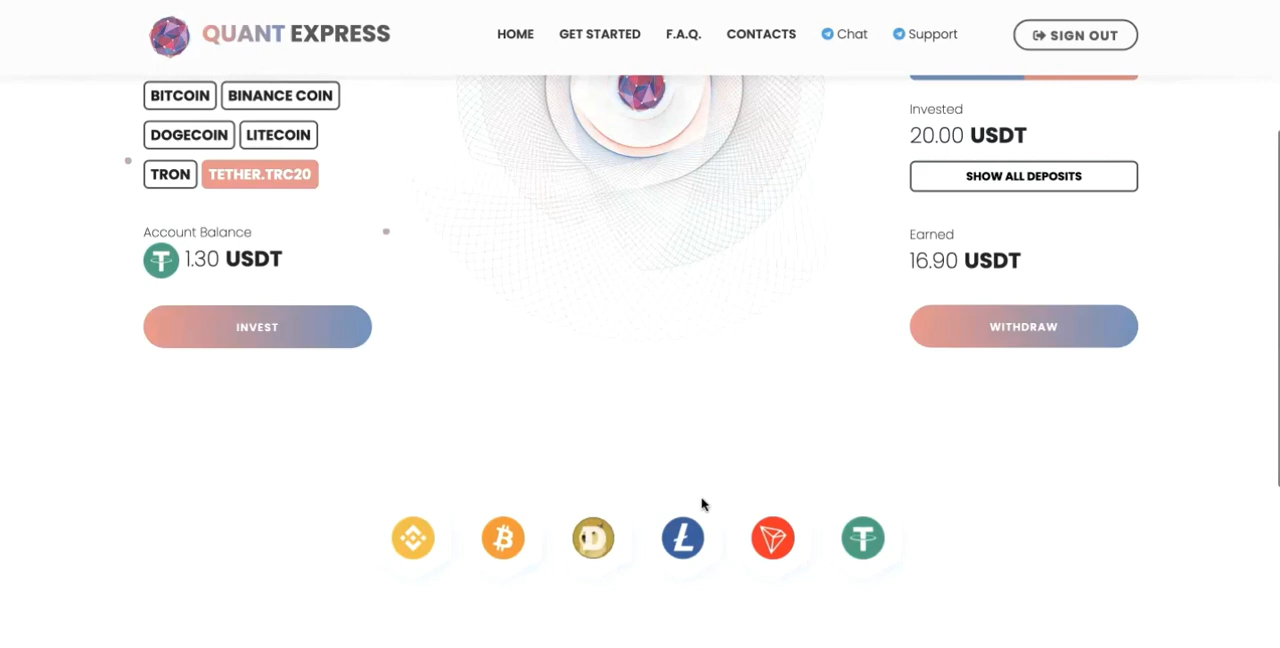 QUANT EXPRESS
HOME GET STARTED F.A.Q. CONTACTS Chat Support SIGN OUT
BITCOIN BINANCE COIN
DOGECOIN LITECOIN
TRON TETHER.TRC20
Account Balance
1.30 USDT
INVEST
Invested
20.00 USDT
SHOW ALL DEPOSITS
Earned
16.90 USDT
WITHDRAW